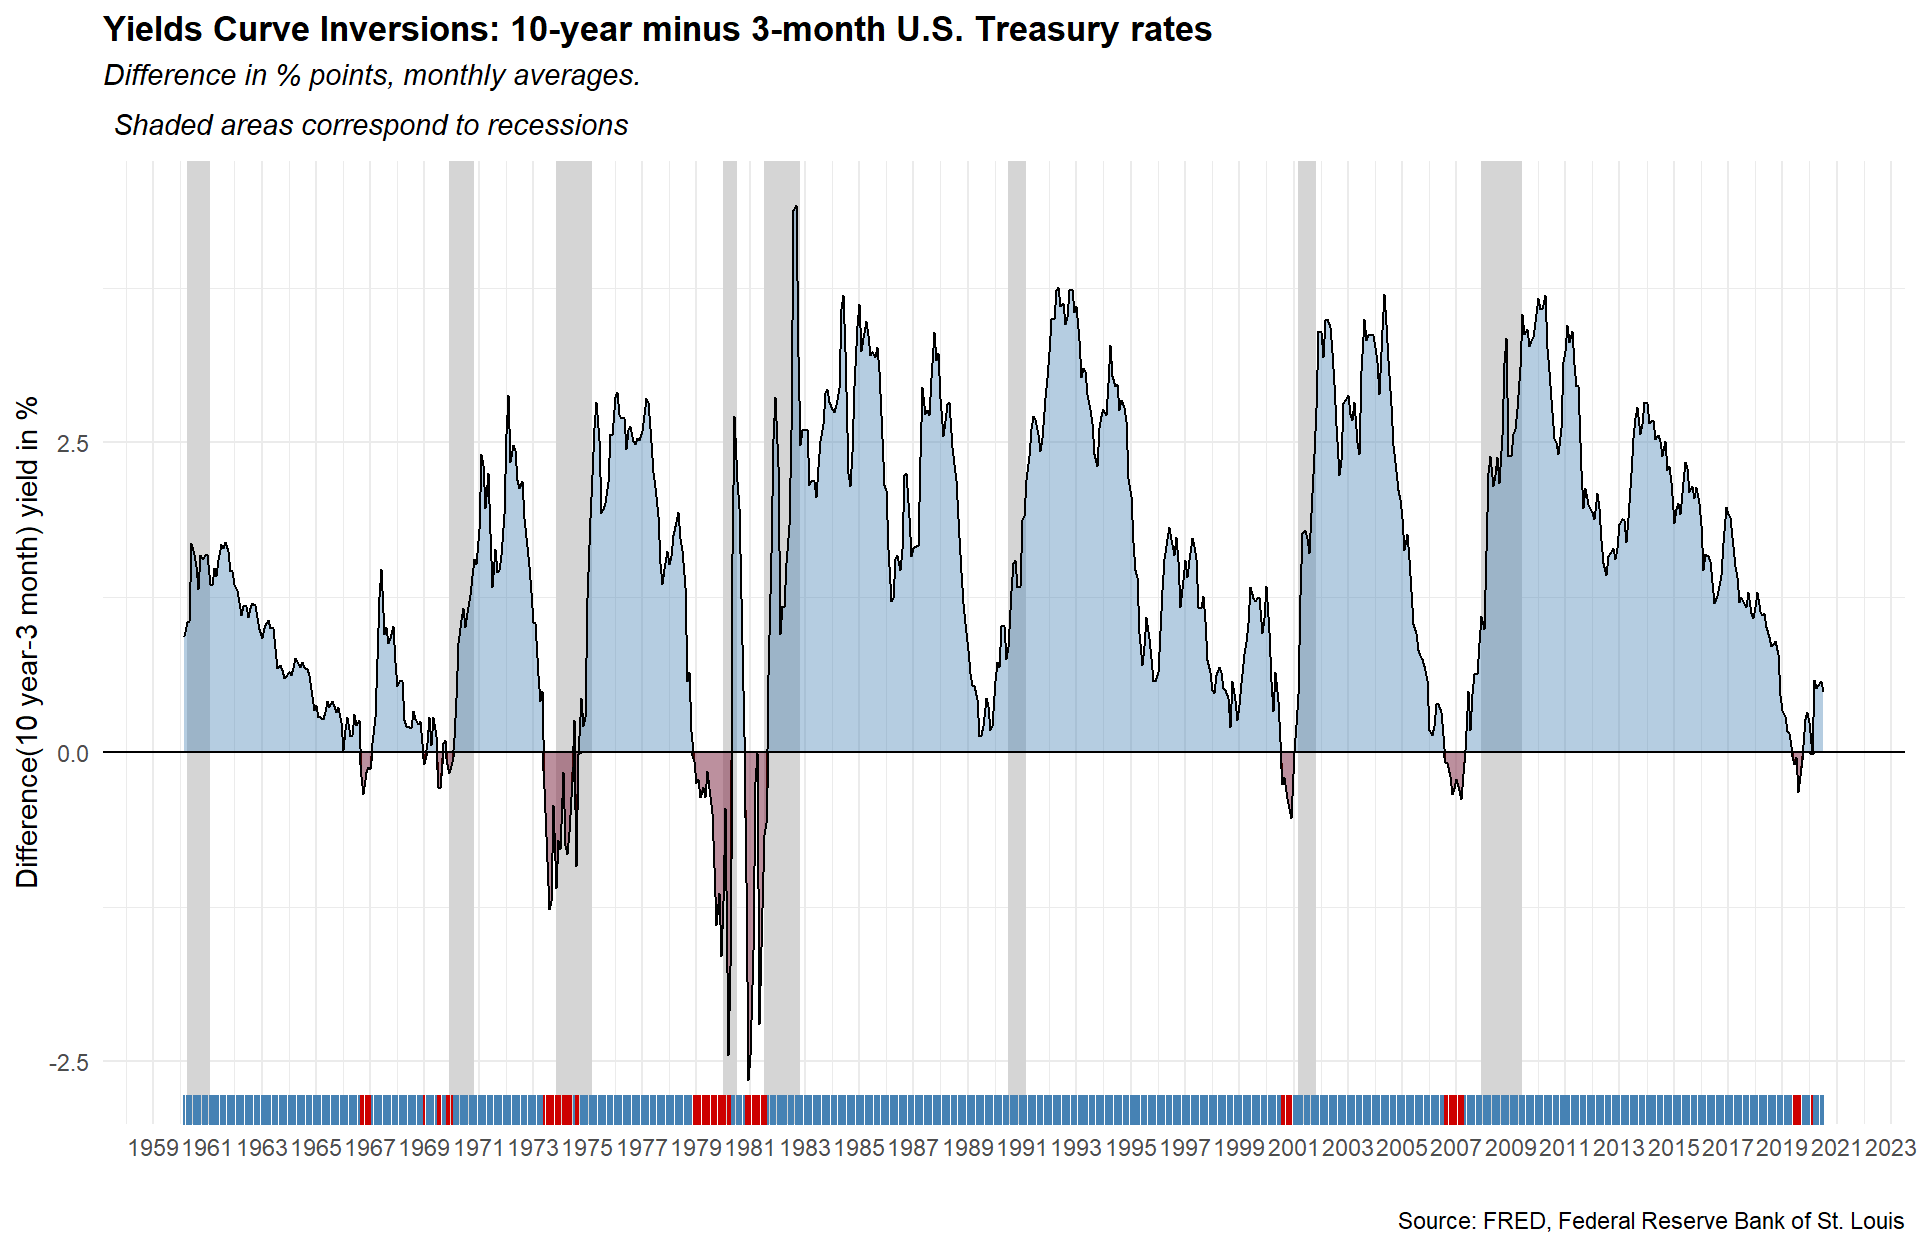 Yields Curve Inversions: 10-year minus 3-month U.S. Treasury rates
Difference in % points, monthly averages.
Shaded areas correspond to recessions
Difference(10 year-3 month) yield in %
2.5
0.0
-2.5
1959 1961 1963 1965 1967 1969 1971 1973 1975 1977 1979 1981 1983 1985 1987 1989 1991 1993 1995 1997 1999 2001 2003 2005 2007 2009 2011 2013 2015 2017 2019 2021 2023
Source: FRED, Federal Reserve Bank of St. Louis